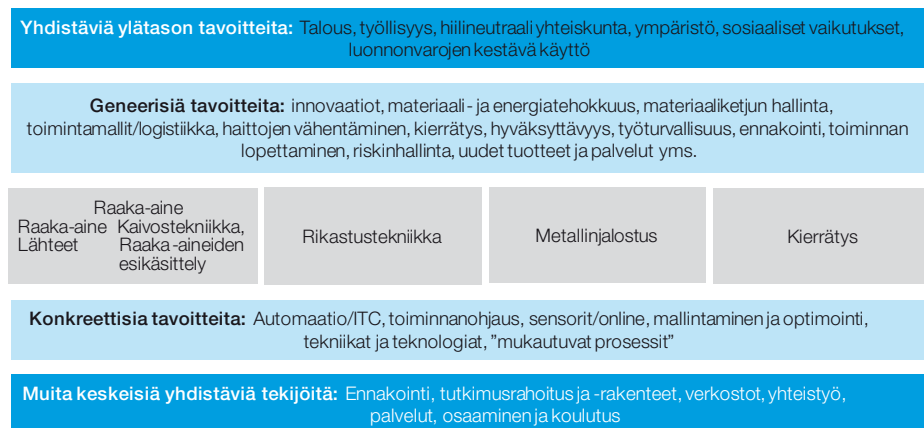 Yhdistäviä ylätason tavoitteita: Talous, työllisyys, hiilineutraali yhteiskunta, ympäristö, sosiaaliset vaikutukset,
luonnonvarojen kestävä käyttö
Geneerisiä tavoitteita: innovaatiot, materiaali- ja energiatehokkuus, materiaaliketjun hallinta,
toimintamallit/logistiikka, haittojen vähentäminen, kierrätys, hyväksyttävyys, työturvallisuus, ennakointi, toiminnan
lopettaminen, riskinhallinta, uudet tuotteet ja palvelut yms.
Raaka-aine
Raaka-aine Kaivostekniikka,
Lähteet Raaka-aineiden
esikäsittely
Rikastustekniikka
Metallinjalostus
Kierrätys
Konkreettisia tavoitteita: Automaatio/ITC, toiminnanohjaus, sensorit/online, mallintaminen ja optimointi,
tekniikat ja teknologiat, ”mukautuvat prosessit”
Muita keskeisiä yhdistäviä tekijöitä: Ennakointi, tutkimusrahoitus ja -rakenteet, verkostot, yhteistyö,
palvelut, osaaminen ja koulutus